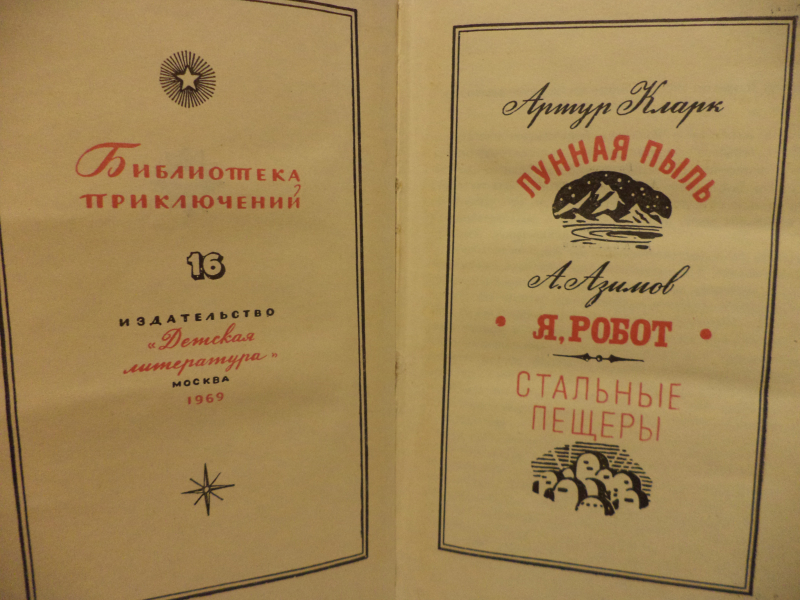 Библиотека
приключений
16
ИЗДАТЕЛЬСТВО
«Детская
литература»
МОСКВА
1969
Артур Кларк
ЛУННАЯ ПЫЛЬ
А. Азимов
• Я, РОБОТ •
СТАЛЬНЫЕ
ПЕЩЕРЫ